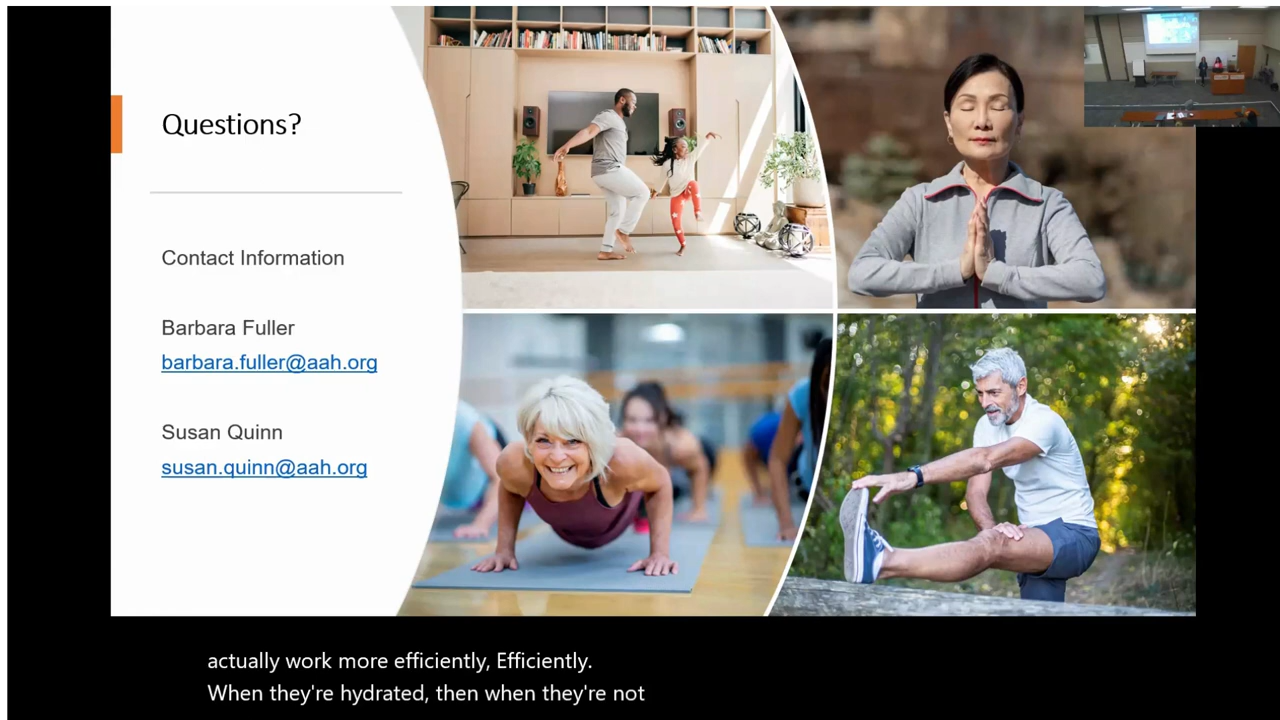 Questions?
Contact Information
Barbara Fuller
barbara.fuller@aah.org
Susan Quinn
susan.quinn@aah.org
actually work more efficiently, Efficiently.
When they're hydrated, then when they're not